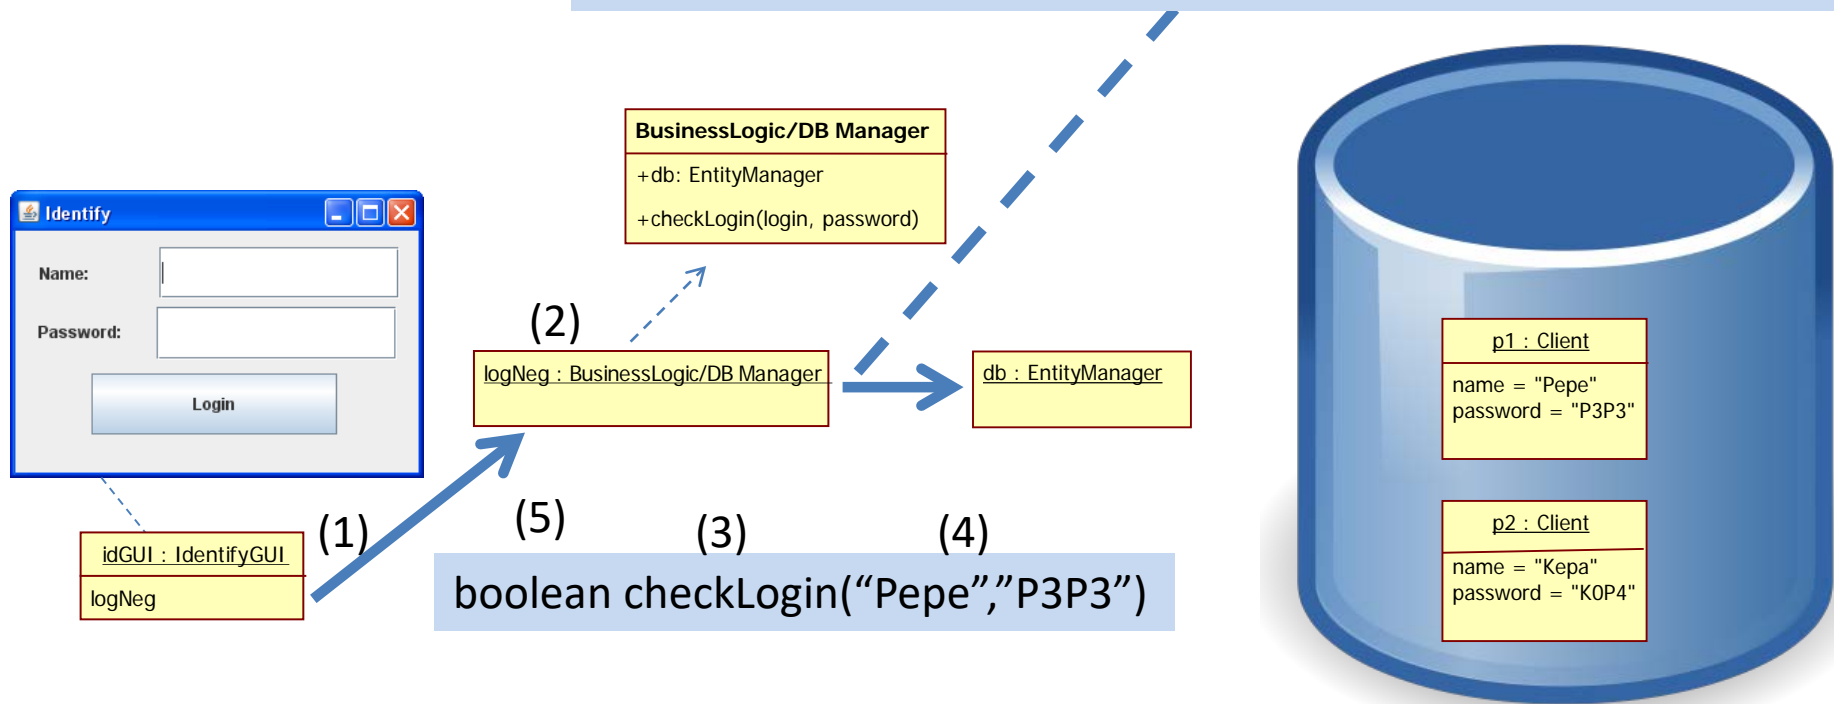 BusinessLogic/DB Manager
+db: EntityManager
+checkLogin(login, password)
Identify
Name:
Password:
Login
(2)
logNeg : BusinessLogic/DB Manager
db : EntityManager
p1 : Client
name = "Pepe"
password = "P3P3"
p2 : Client
name = "Kepa"
password = "K0P4"
idGUI : IdentifyGUI
logNeg
(1)
(5)
(3)
(4)
boolean checkLogin(“Pepe”,”P3P3”)